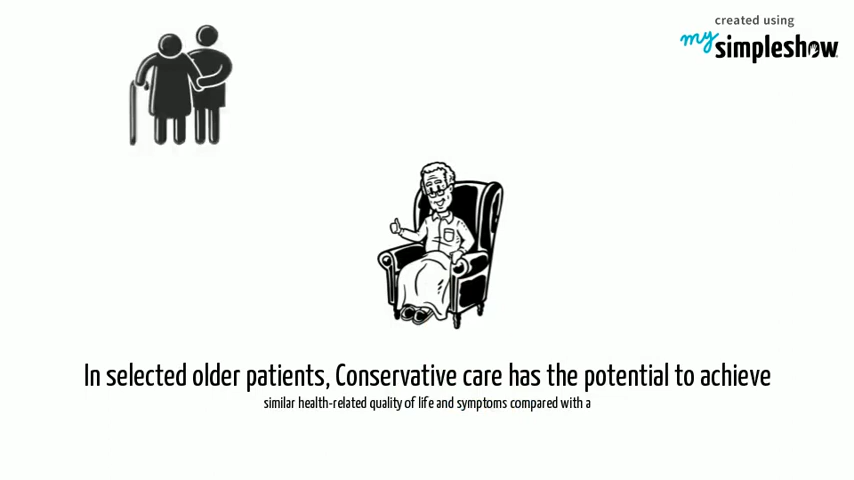 created using
my
simpleshow
In selected older patients, Conservative care has the potential to achieve
similar health-related quality of life and symptoms compared with a